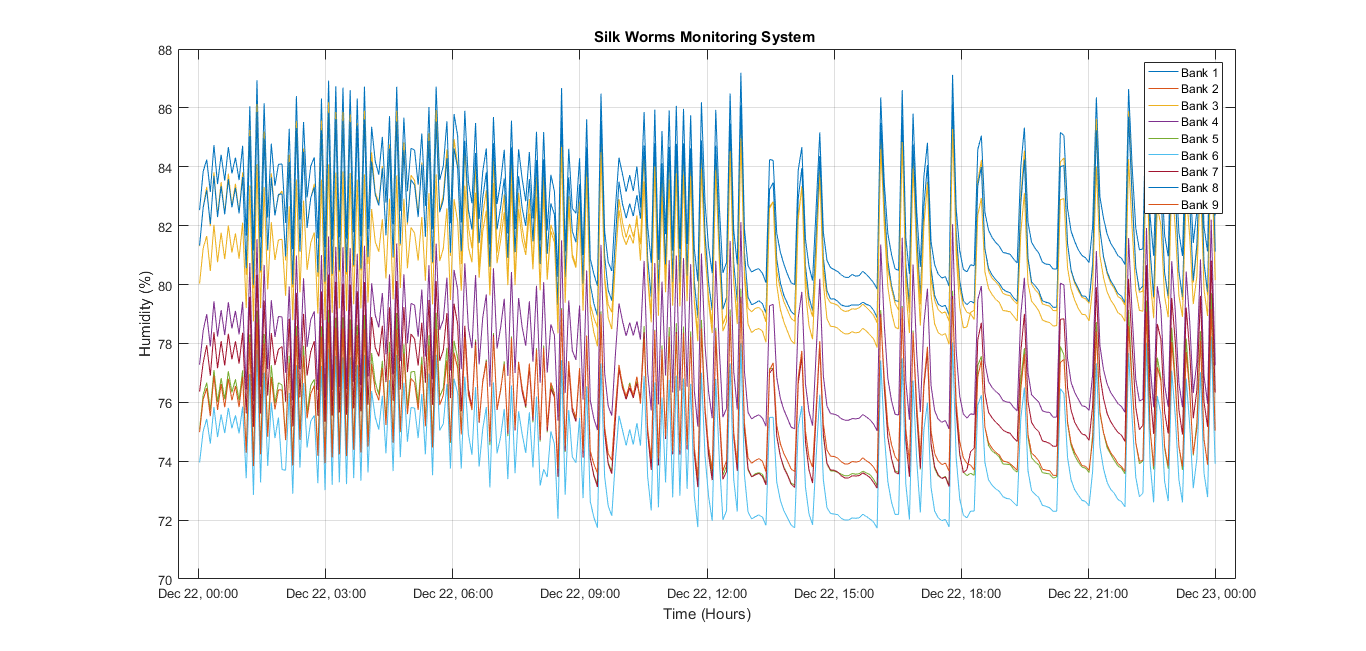 Silk Worms Monitoring System
88
86
84
82
80
78
76
74
72
70
Humidity (%)
Bank 1
Bank 2
Bank 3
Bank 4
Bank 5
Bank 6
Bank 7
Bank 8
Bank 9
Dec 22, 00:00 Dec 22, 03:00 Dec 22, 06:00 Dec 22, 09:00 Dec 22, 12:00 Dec 22, 15:00 Dec 22, 18:00 Dec 22, 21:00 Dec 23, 00:00
Time (Hours)